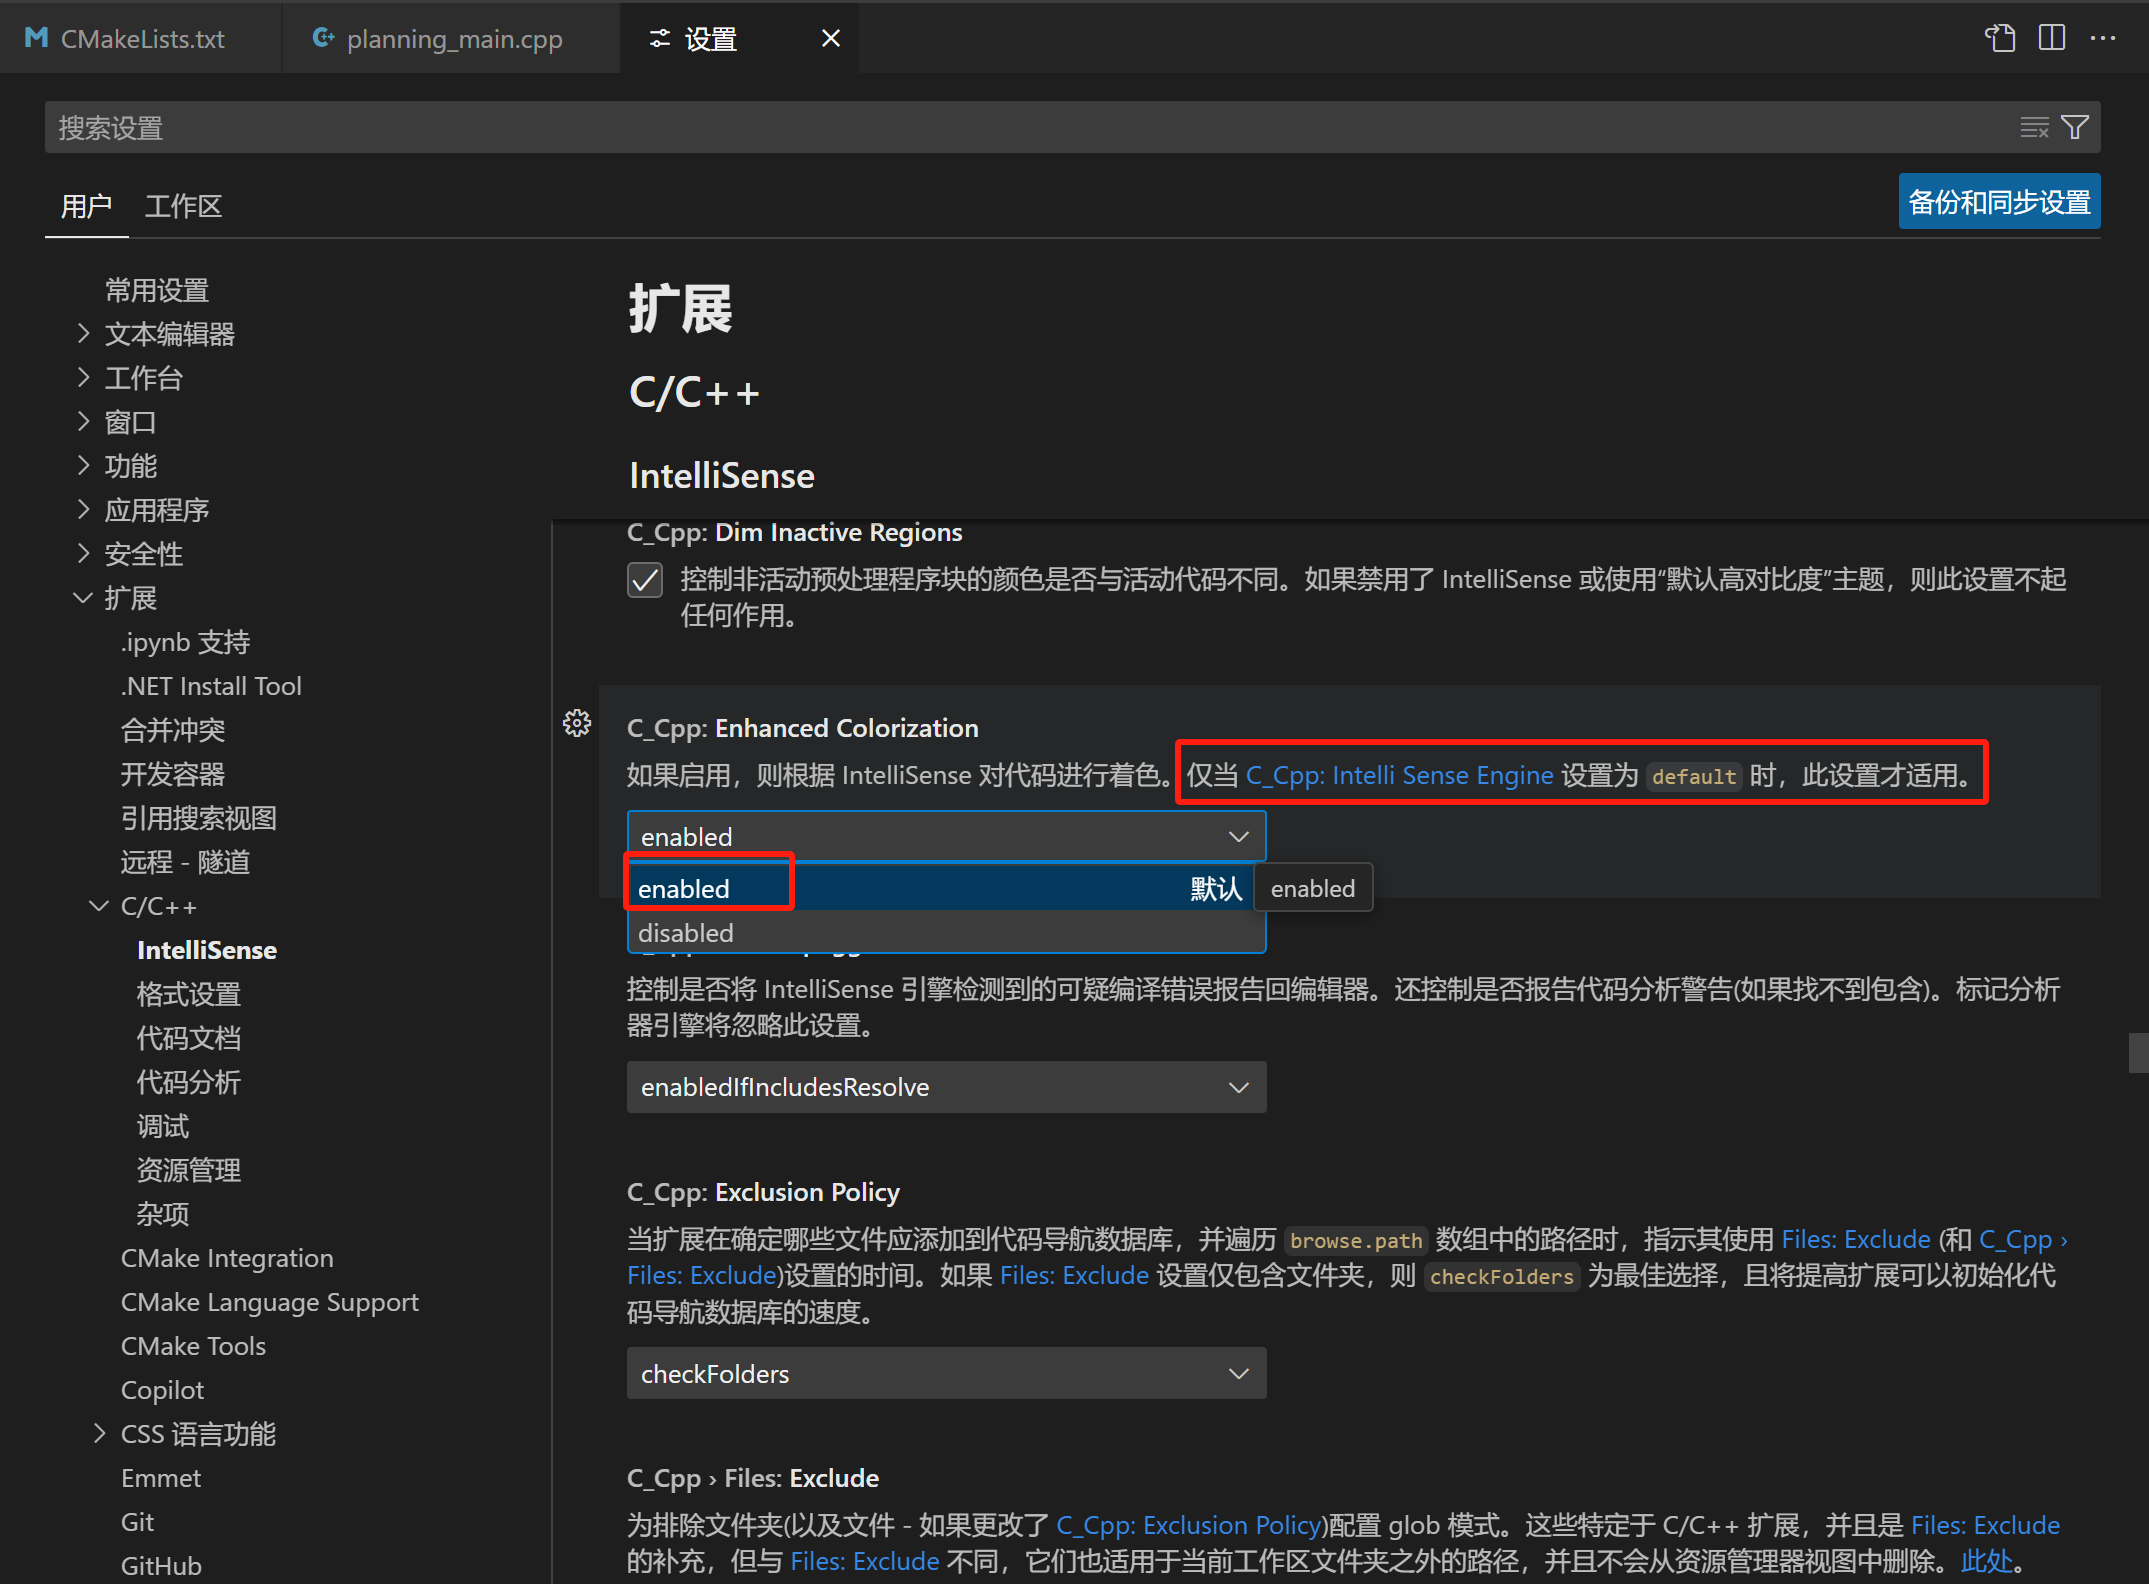 CMakeLists.txt
planning_main.cpp
设置
搜索设置
用户
工作区
备份和同步设置
常用设置
文本编辑器
工作台
窗口
功能
应用程序
安全性
扩展
.ipynb 支持
.NET Install Tool
合并冲突
开发容器
引用搜索视图
远程 - 隧道
C/C++
IntelliSense
格式设置
代码文档
代码分析
调试
资源管理
杂项
CMake Integration
CMake Language Support
CMake Tools
Copilot
CSS 语言功能
Emmet
Git
GitHub
扩展
C/C++
IntelliSense
C_Cpp: Dim Inactive Regions
控制非活动预处理程序块的颜色是否与活动代码不同。如果禁用了 IntelliSense 或使用“默认高对比度”主题，则此设置不起
任何作用。
C_Cpp: Enhanced Colorization
如果启用，则根据 IntelliSense 对代码进行着色。仅当 C_Cpp: Intelli Sense Engine 设置为 default 时，此设置才适用。
enabled
enabled 默认
enabled
disabled
控制是否将 IntelliSense 引擎检测到的可疑编译错误报告回编辑器。还控制是否报告代码分析警告(如果找不到包含)。标记分析
器引擎将忽略此设置。
enabledIfIncludesResolve
C_Cpp: Exclusion Policy
当扩展在确定哪些文件应添加到代码导航数据库，并遍历 browse.path 数组中的路径时，指示其使用 Files: Exclude (和 C_Cpp ›
Files: Exclude)设置的时间。如果 Files: Exclude 设置仅包含文件夹，则 checkFolders 为最佳选择，且将提高扩展可以初始化代
码导航数据库的速度。
checkFolders
C_Cpp › Files: Exclude
为排除文件夹(以及文件 - 如果更改了 C_Cpp: Exclusion Policy)配置 glob 模式。这些特定于 C/C++ 扩展，并且是 Files: Exclude
的补充，但与 Files: Exclude 不同，它们也适用于当前工作区文件夹之外的路径，并且不会从资源管理器视图中删除。此处。